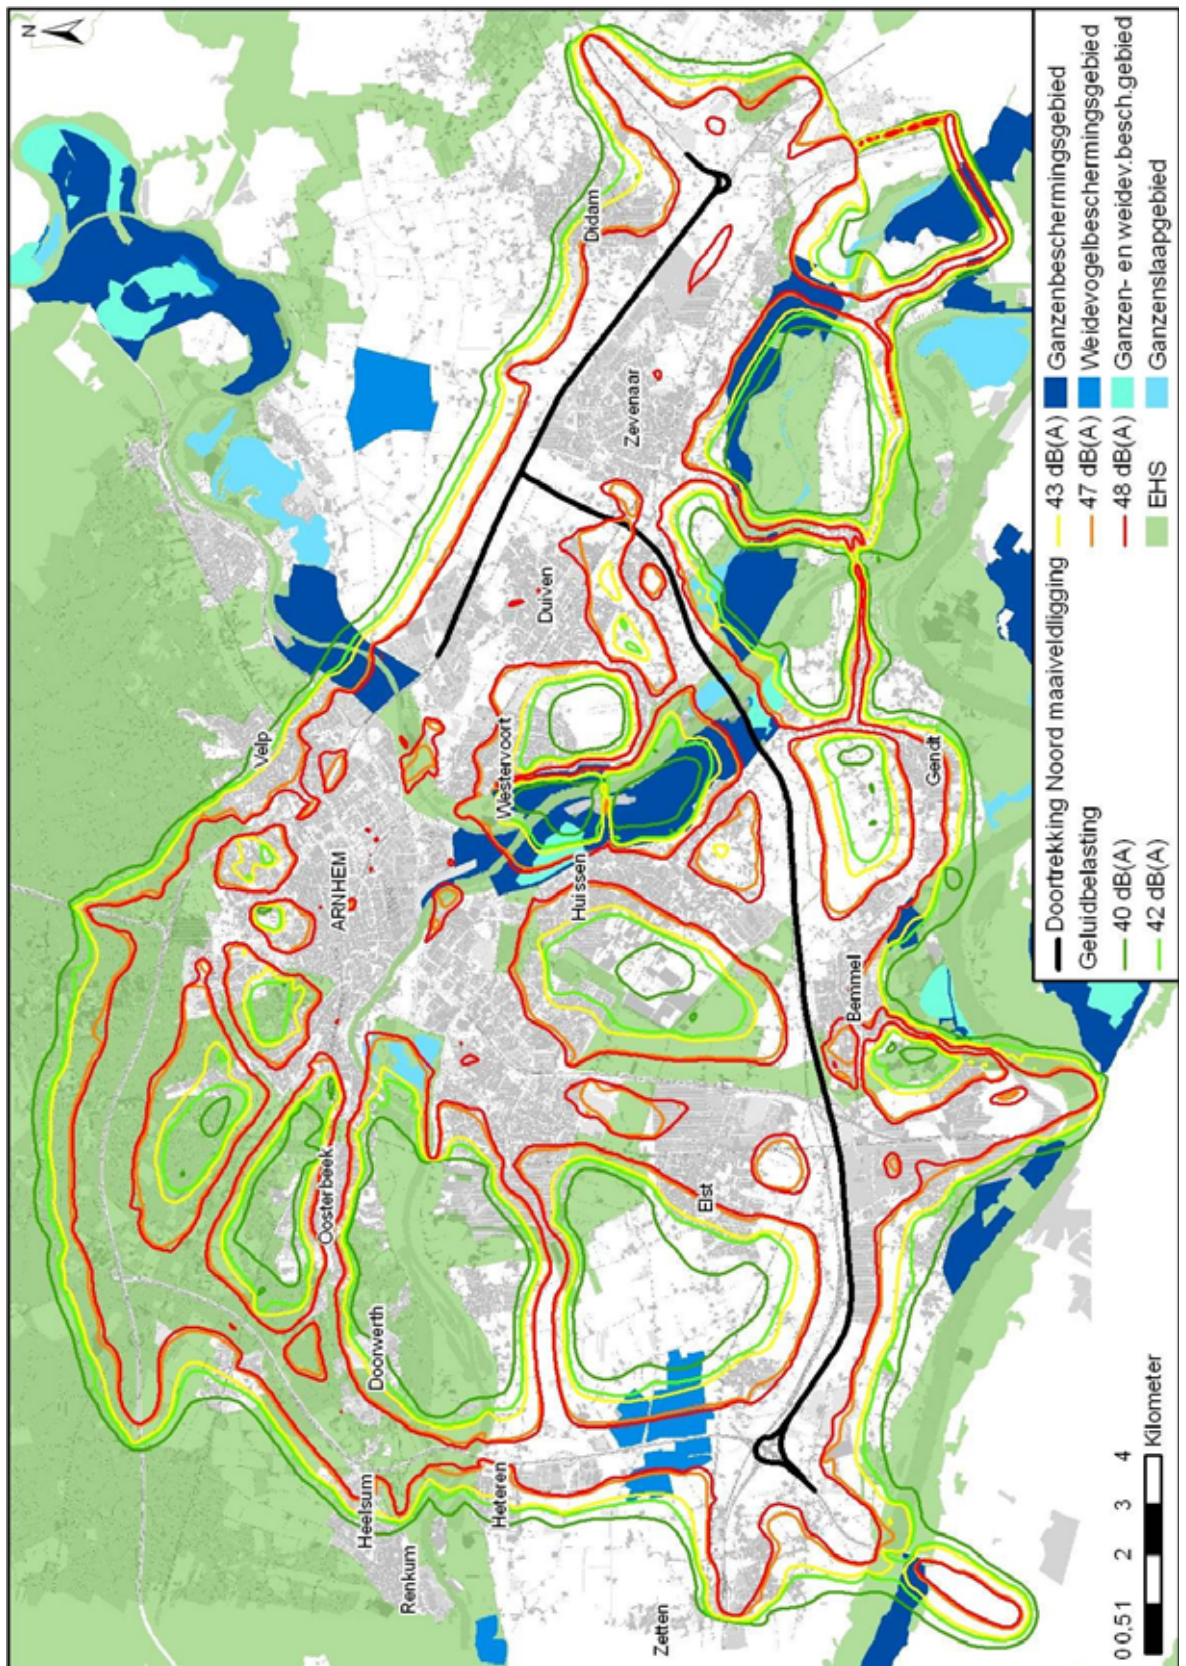 N
Velp
Didam
ARNHEM
Westervoort
Duiven
Zevenaar
Huissen
Oosterbeek
Doorwerth
Heelsum
Renkum
Heteren
Elst
Bemmel
Gendt
Zetten
Doortrekking Noord maaiveldligging
Geluidbelasting
40 dB(A)
42 dB(A)
43 dB(A)
47 dB(A)
48 dB(A)
EHS
Ganzenbeschermingsgebied
Weidevogelbeschermingsgebied
Ganzen- en weidev.besch.gebied
Ganzenslaapgebied
0 0,5 1 2 3 4
Kilometer